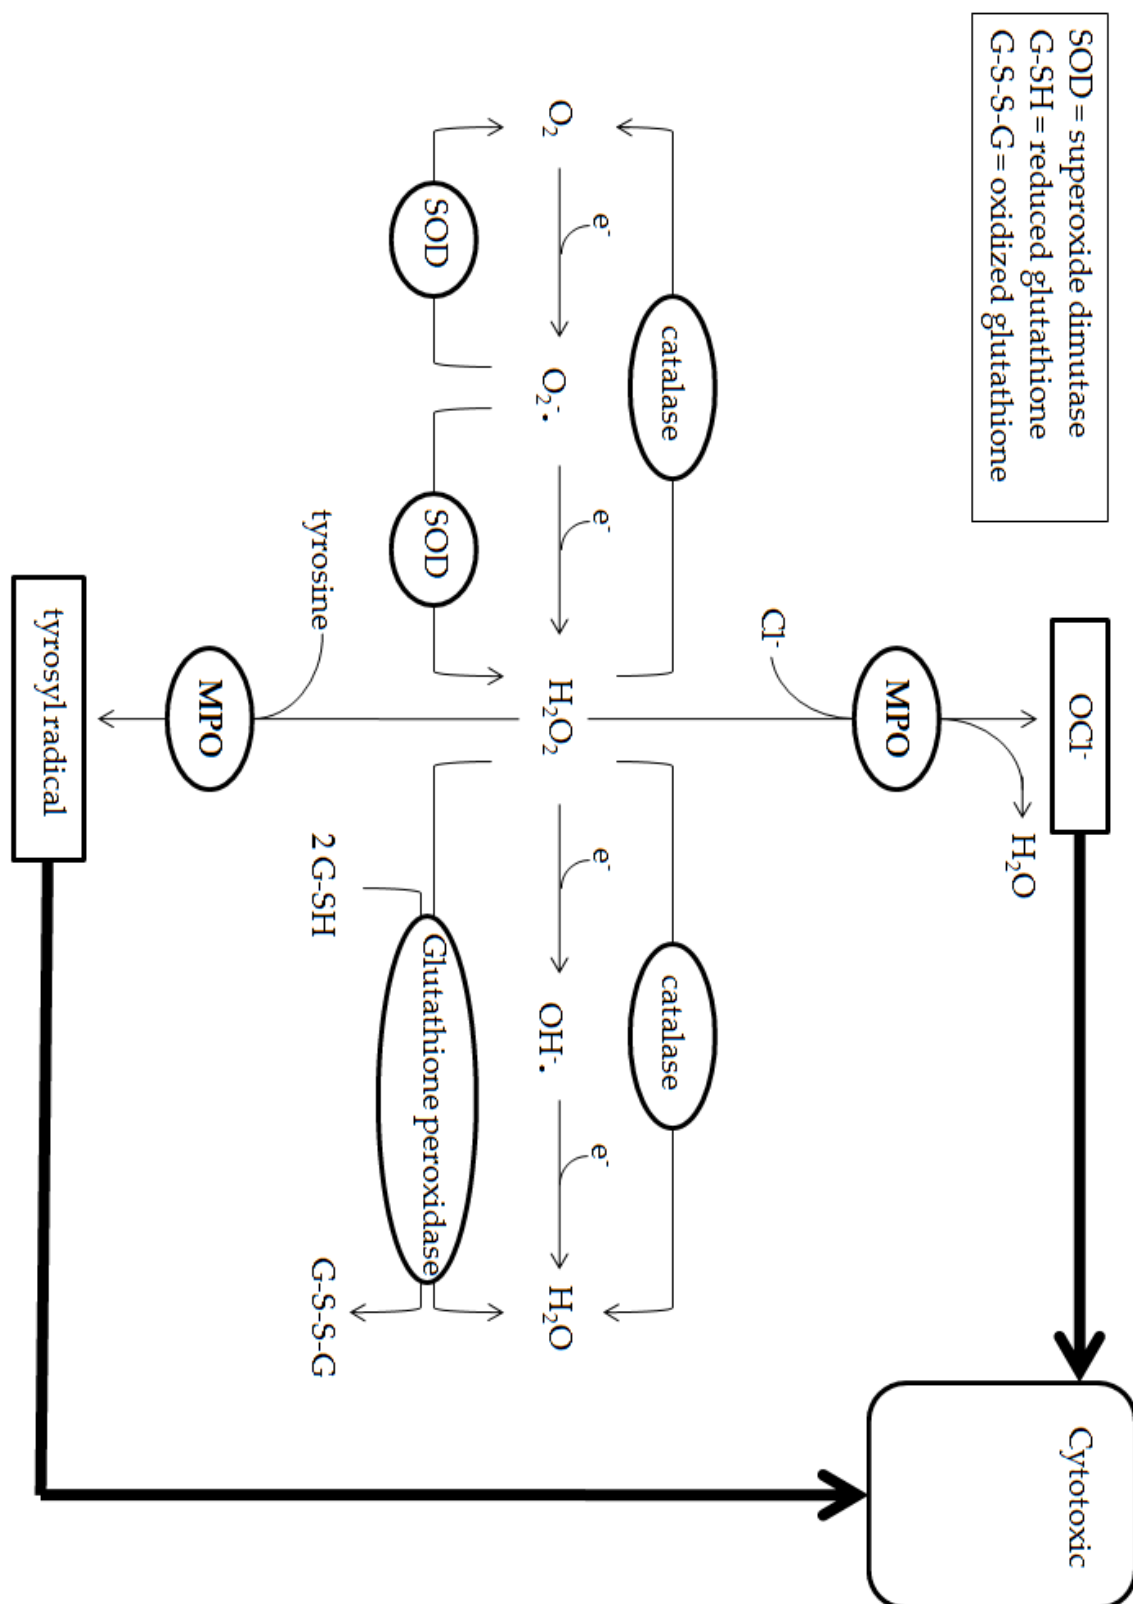 SOD = superoxide dimutase
G-SH = reduced glutathione
G-S-S-G = oxidized glutathione
OCl⁻
Cytotoxic
H₂O
MPO
Cl⁻
catalase
catalase
e⁻
e⁻
e⁻
e⁻
O₂
O₂⁻•
H₂O₂
OH⁻•
H₂O
SOD
SOD
Glutathione peroxidase
tyrosine
2 G-SH
G-S-S-G
MPO
tyrosyl radical